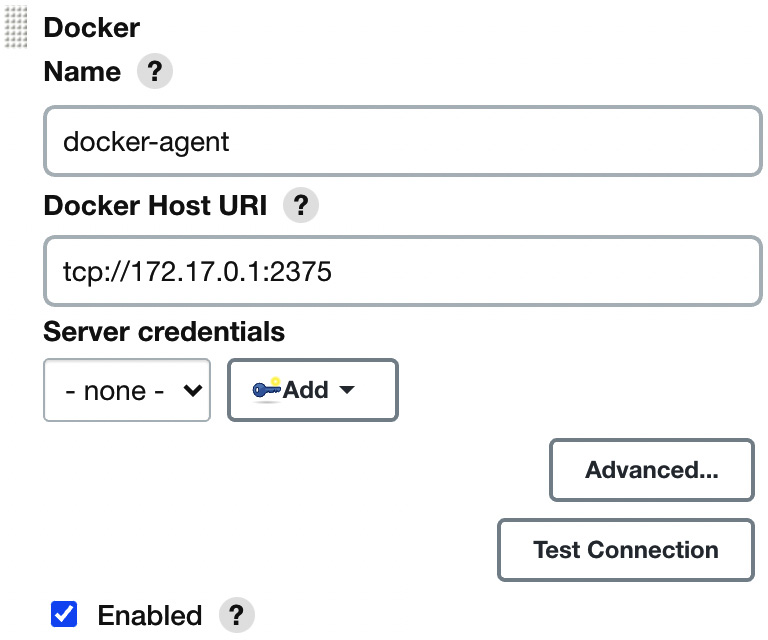 Docker
Name ?
docker-agent
Docker Host URI ?
tcp://172.17.0.1:2375
Server credentials
- none - Add
Advanced...
Test Connection
Enabled ?